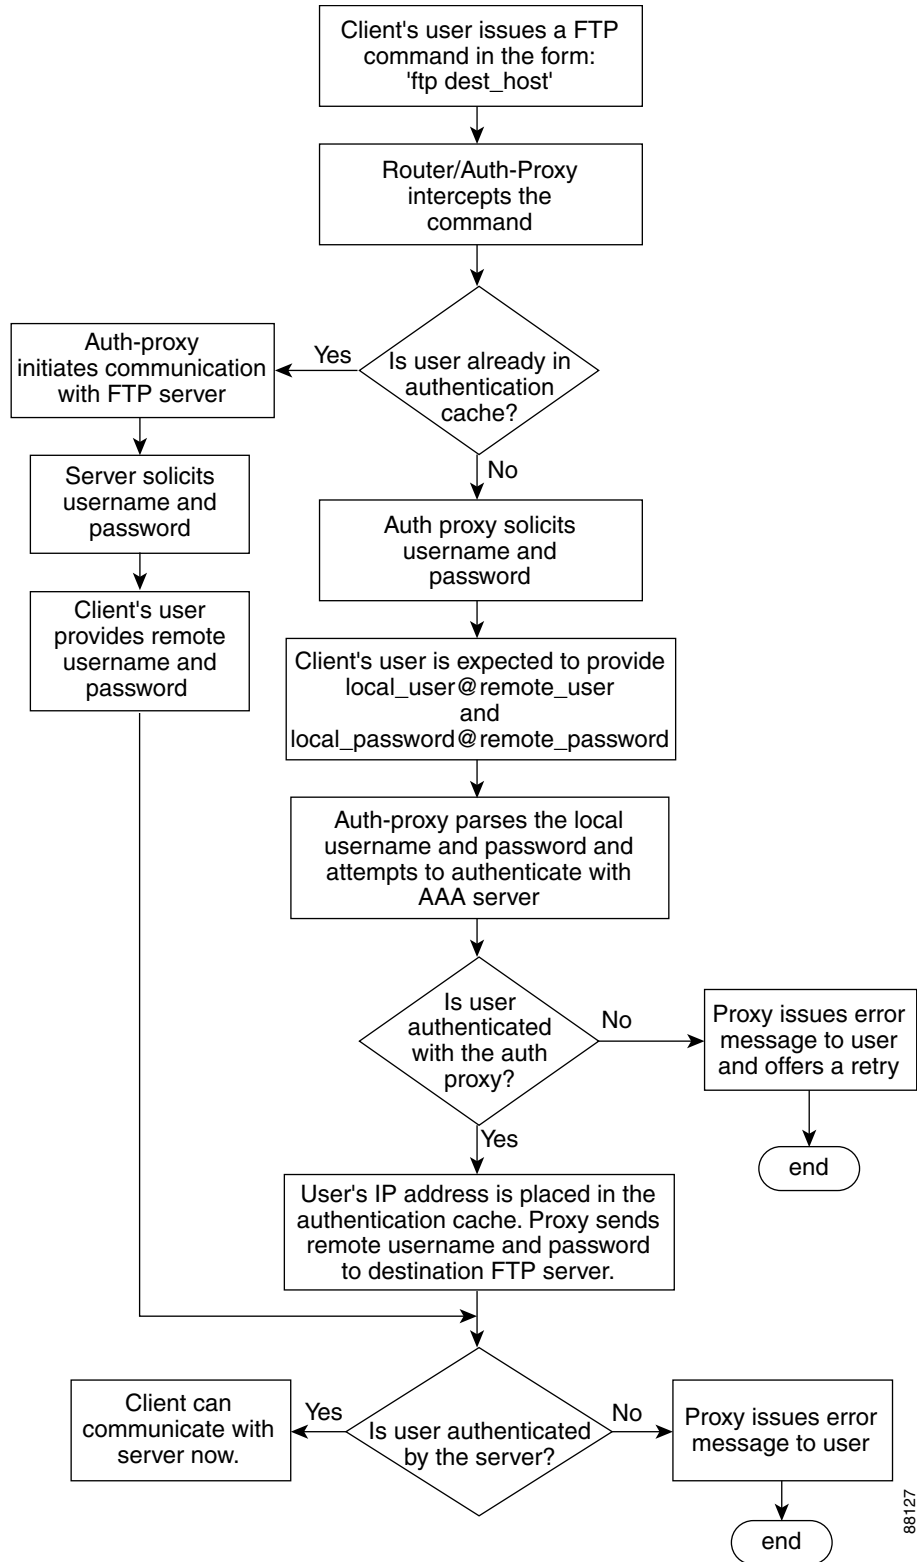 Client's user issues a FTP
command in the form:
'ftp dest_host'
Router/Auth-Proxy
intercepts the
command
Is user already in
authentication
cache?
Yes
Auth-proxy
initiates communication
with FTP server
Server solicits
username and
password
Client's user
provides remote
username and
password
No
Auth proxy solicits
username and
password
Client's user is expected to provide
local_user@remote_user
and
local_password@remote_password
Auth-proxy parses the local
username and password and
attempts to authenticate with
AAA server
Is user
authenticated
with the auth
proxy?
No
Proxy issues error
message to user
and offers a retry
end
Yes
User's IP address is placed in the
authentication cache. Proxy sends
remote username and password
to destination FTP server.
Is user authenticated
by the server?
Yes
Client can
communicate with
server now.
No
Proxy issues error
message to user
end
88127